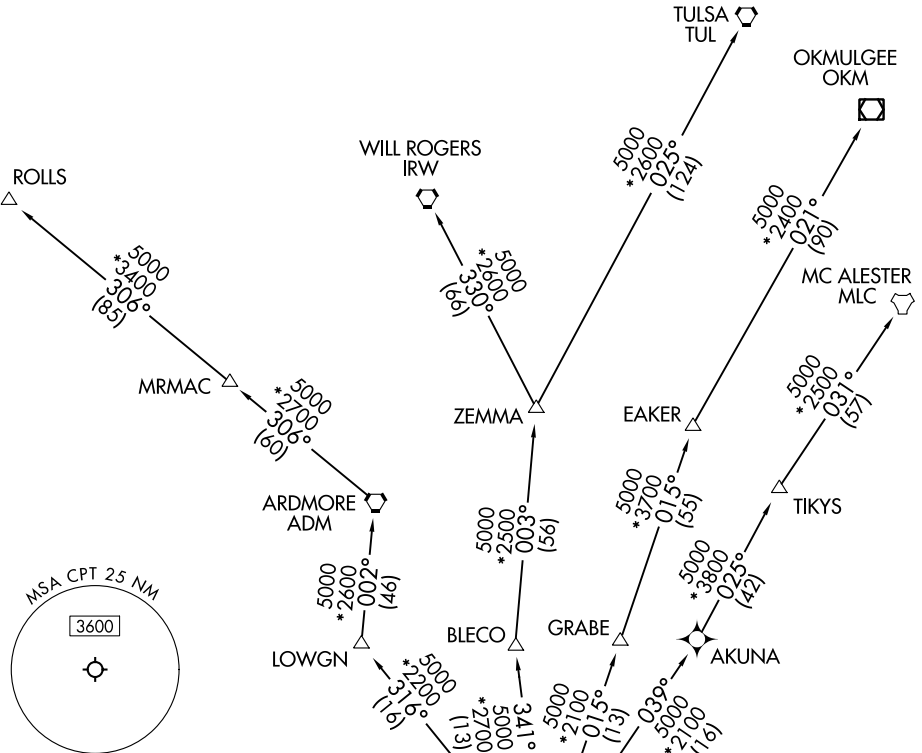 TULSA
TUL
OKMULGEE
OKM
WILL ROGERS
IRW
5000
*2600
025°
(124)
ROLLS
5000
*2400
021°
(90)
5000
*3400
306°
(85)
5000
*2600
330°
(66)
MC ALESTER
MLC
MRMAC
5000
*2700
306°
(60)
ZEMMA
EAKER
5000
*2500
031°
(57)
ARDMORE
ADM
5000
*2500
003°
(56)
5000
*3700
015°
(55)
TIKYS
5000
*2600
002°
(46)
5000
*3800
025°
(42)
MSA CPT 25 NM
3600
LOWGN
BLECO
GRABE
AKUNA
5000
*2200
316°
(16)
341°
5000
*2700
(13)
5000
*2100
015°
(13)
039°
5000
*2100
(16)